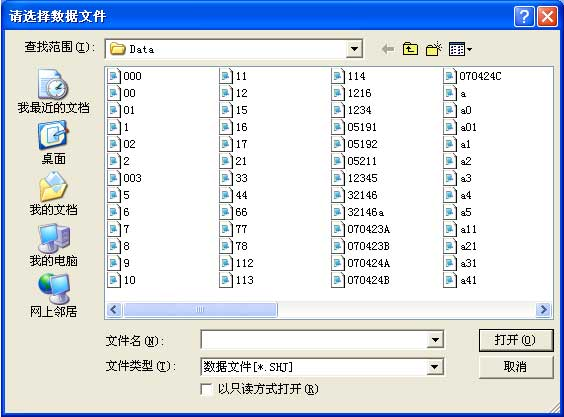 请选择数据文件
查找范围(I):
Data
我最近的文档
桌面
我的文档
我的电脑
网上邻居
000
00
01
1
02
2
003
5
6
7
8
9
10
11
12
15
16
17
21
33
44
66
77
78
112
113
114
1216
1234
05191
05192
05211
12345
32146
32146a
070423A
070423B
070424A
070424B
070424C
a
a0
a01
a1
a2
a3
a4
a5
a11
a21
a31
a41
文件名(N):
打开(O)
文件类型(T):
数据文件[*.SHJ]
取消
以只读方式打开(R)